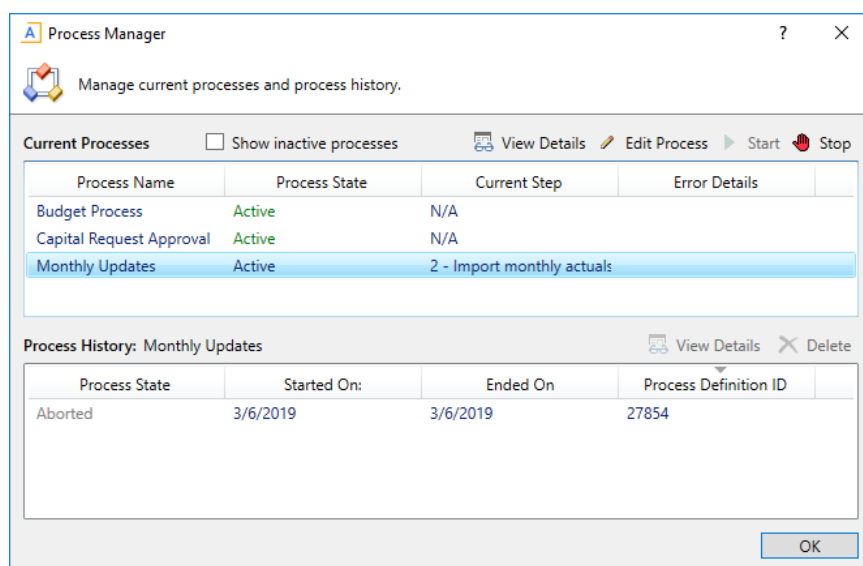 A Process Manager ?
Manage current processes and process history.
Current Processes Show inactive processes View Details Edit Process Start Stop
Process Name Process State Current Step Error Details
Budget Process Active N/A
Capital Request Approval Active N/A
Monthly Updates Active 2 - Import monthly actuals
Process History: Monthly Updates View Details Delete
Process State Started On: Ended On Process Definition ID
Aborted 3/6/2019 3/6/2019 27854
OK